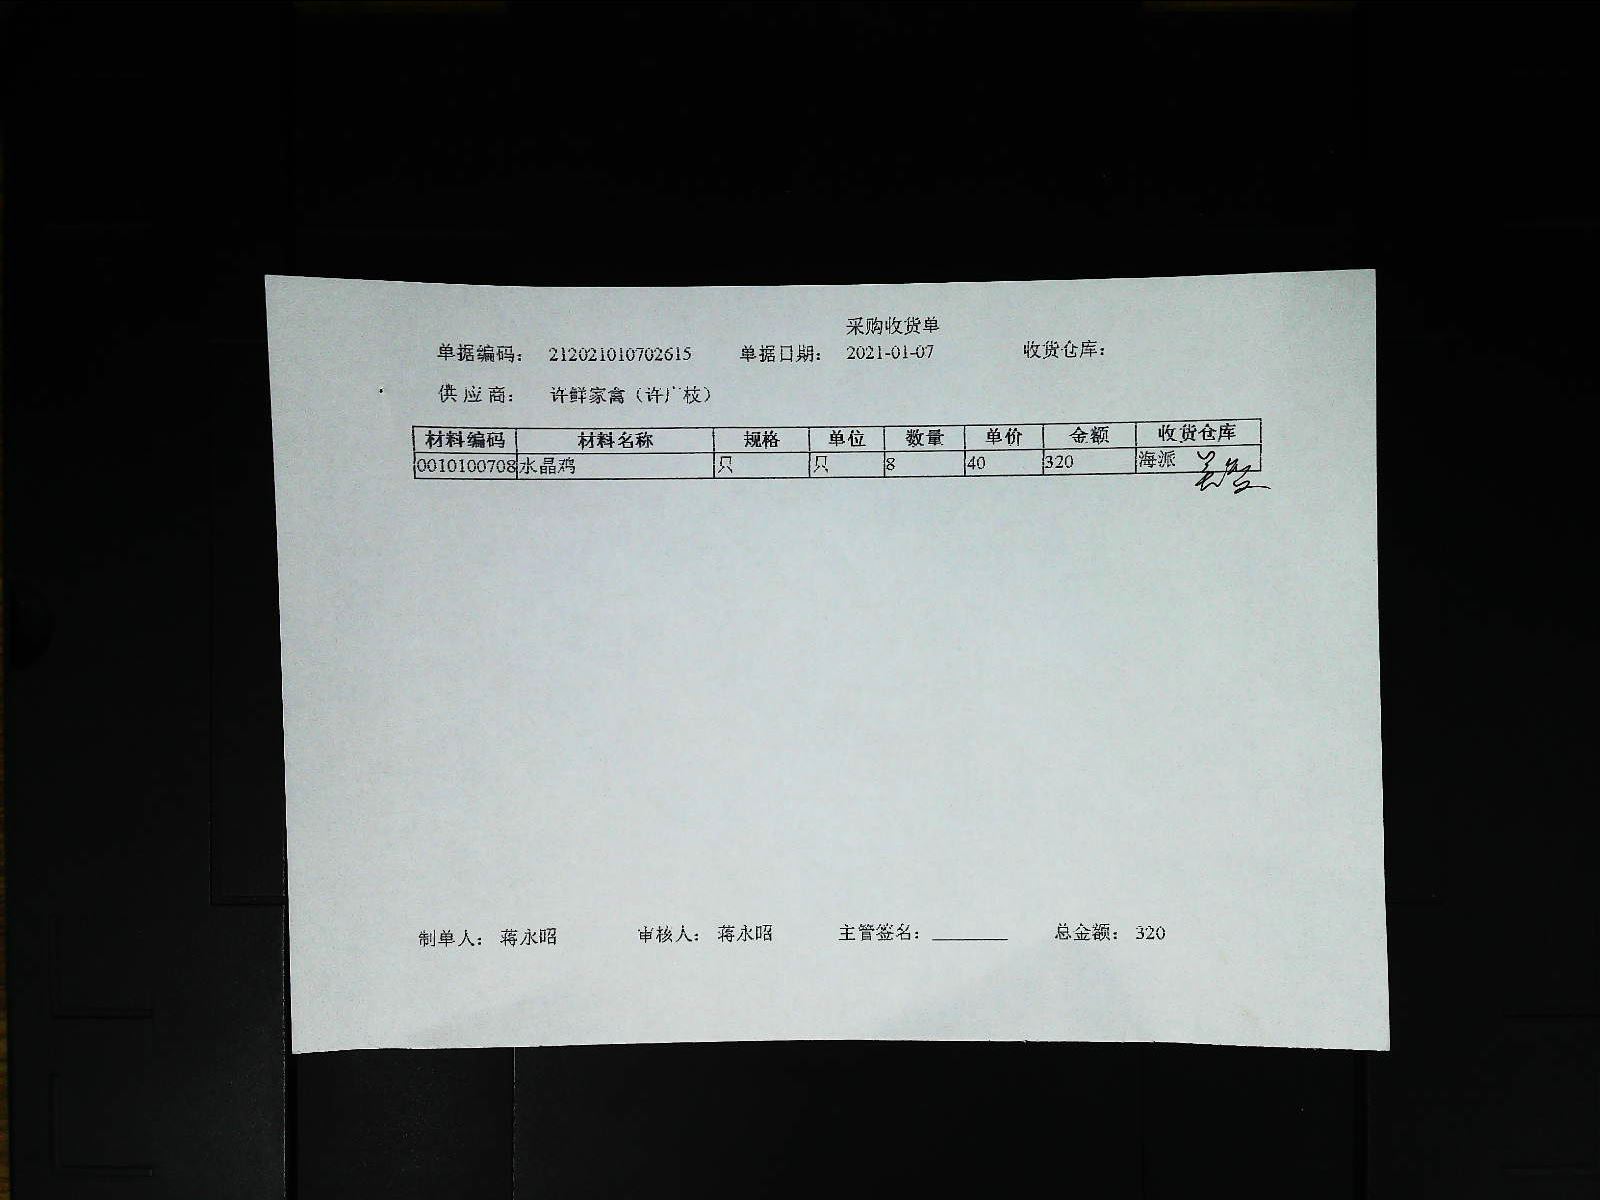 采购收货单
单据编码： 212021010702615 单据日期： 2021-01-07 收货仓库：
供应商： 许鲜家禽（许广枝）
材料编码 材料名称 规格 单位 数量 单价 金额 收货仓库
0010100708 水晶鸡 只 只 8 40 320 海派
制单人： 蒋永昭 审核人： 蒋永昭 主管签名：________ 总金额： 320